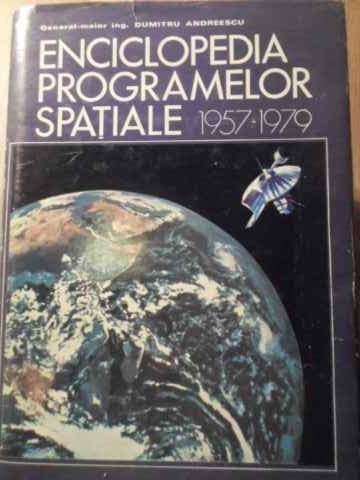 General-maior ing. DUMITRU ANDREESCU
ENCICLOPEDIA
PROGRAMELOR
SPAȚIALE 1957-1979